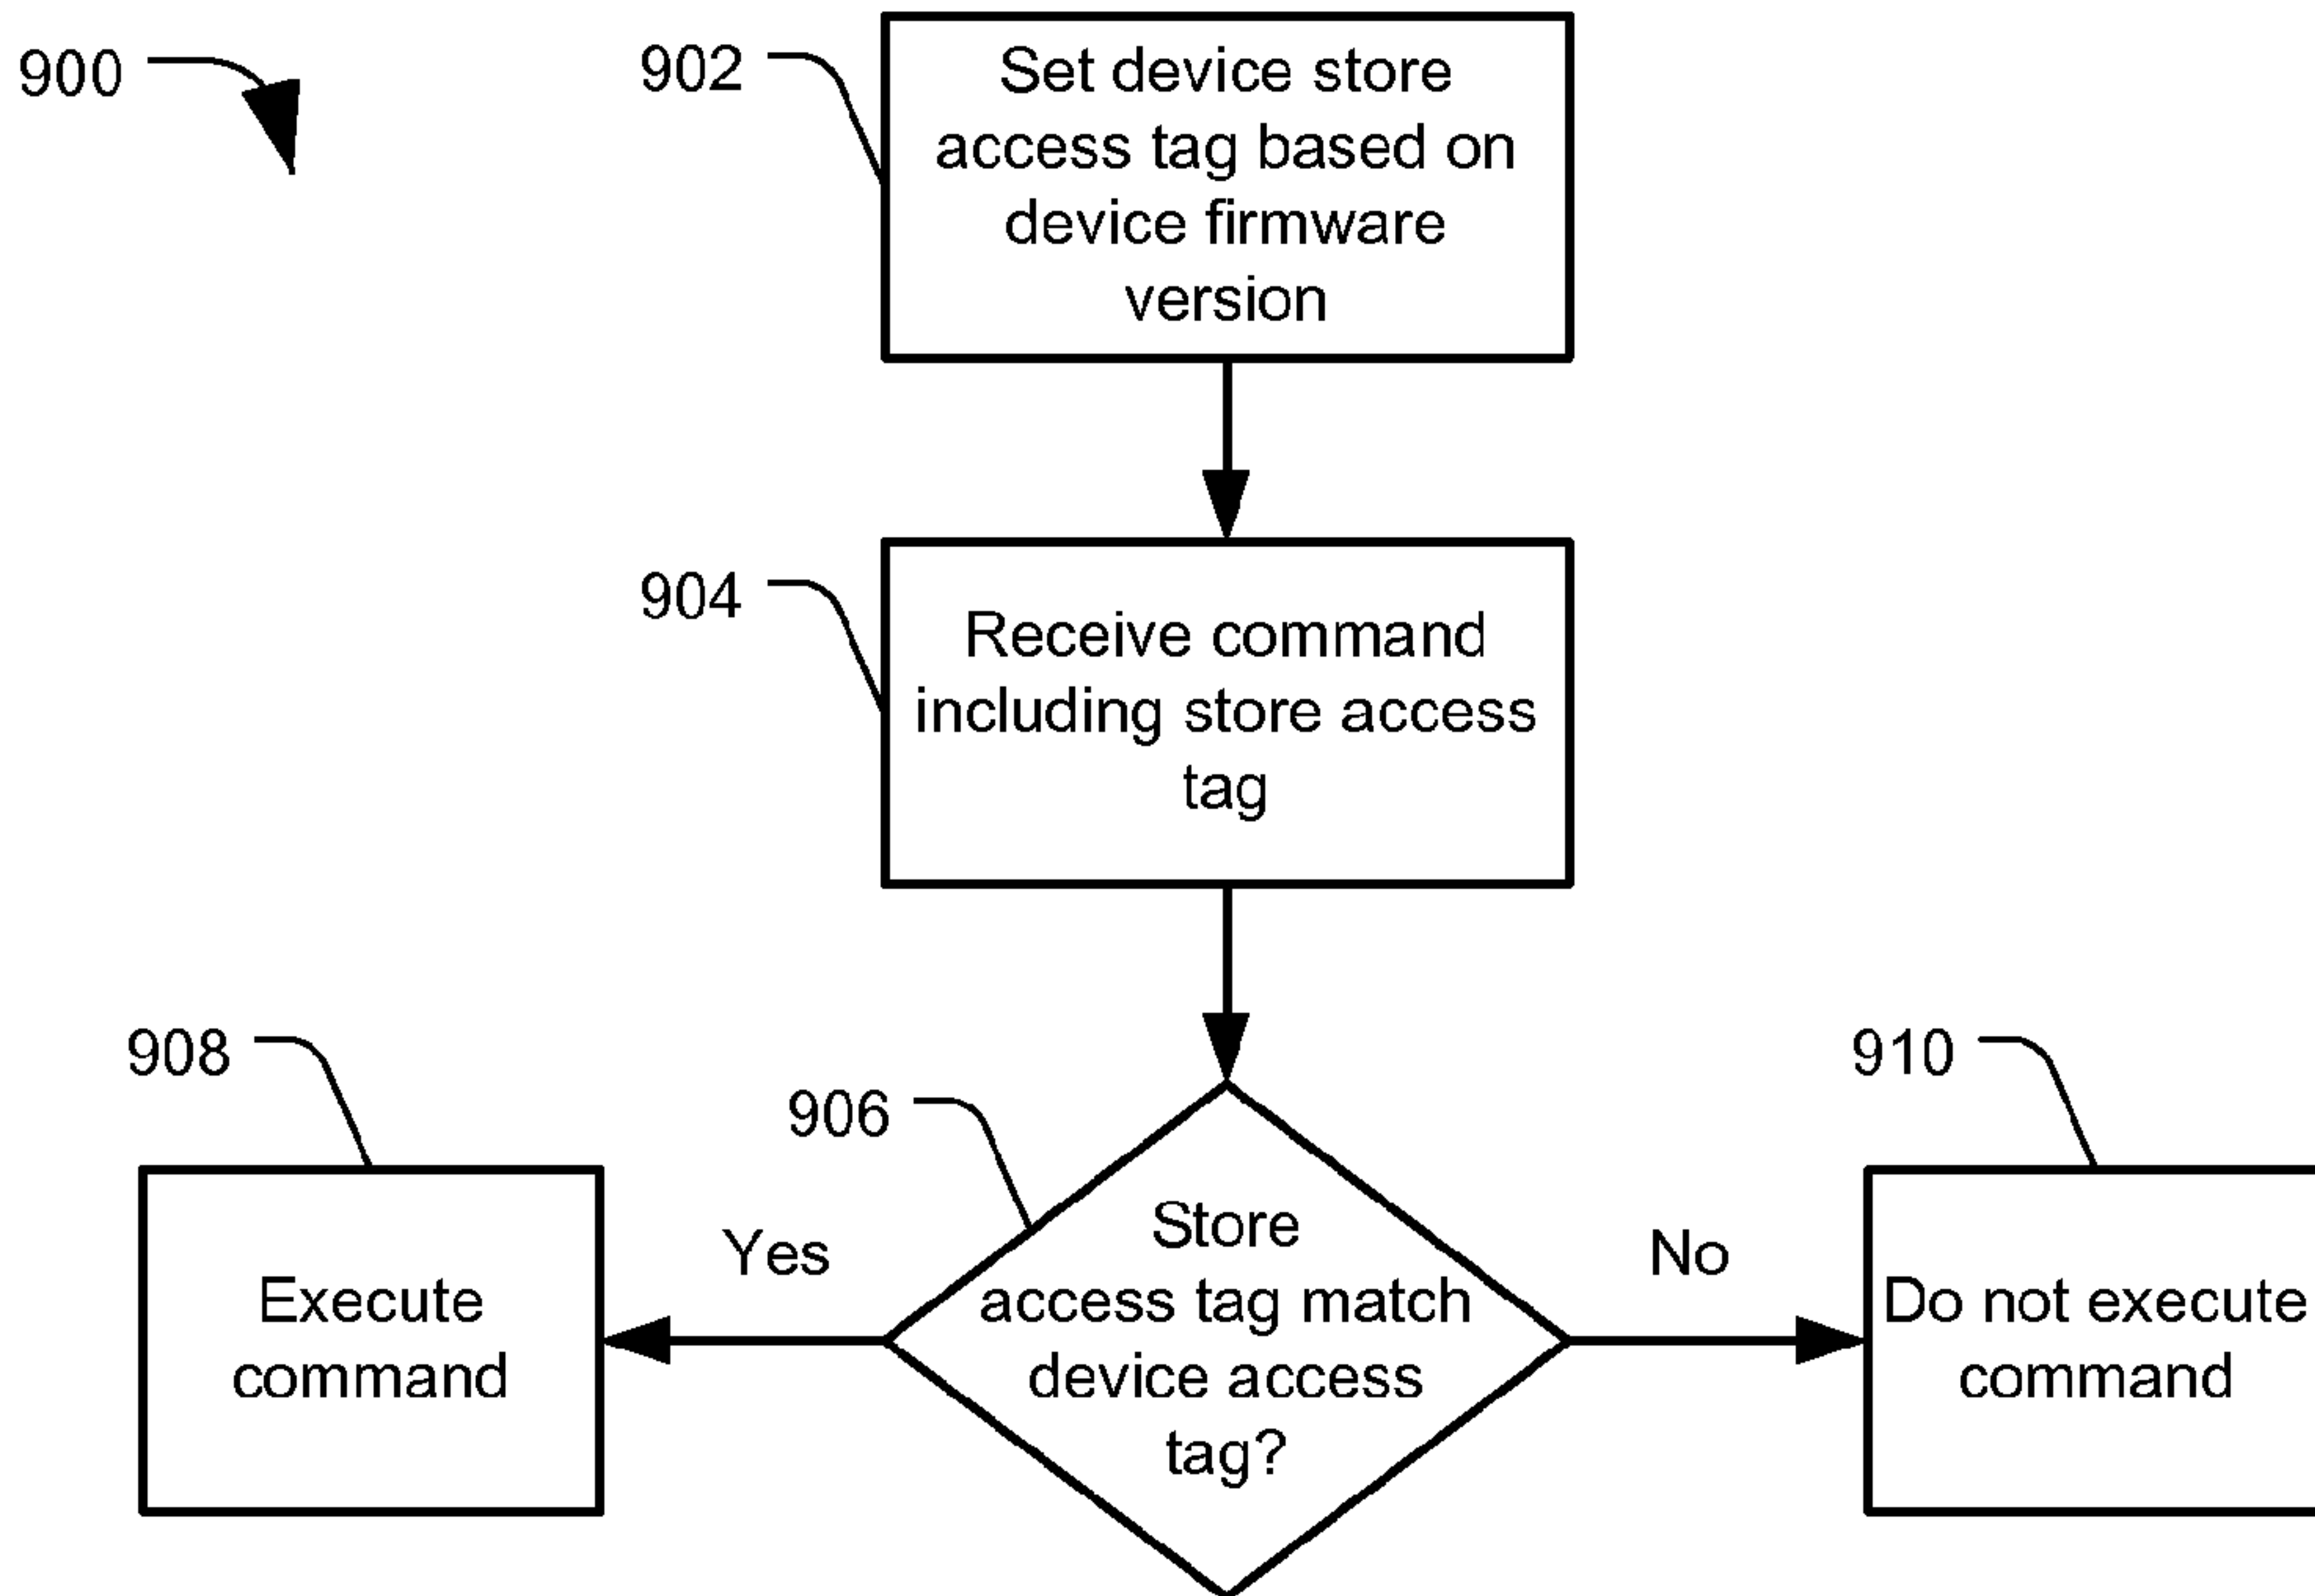 900
902
Set device store
access tag based on
device firmware
version
904
Receive command
including store access
tag
908
906
910
Execute
command
Yes
Store
access tag match
device access
tag?
No
Do not execute
command